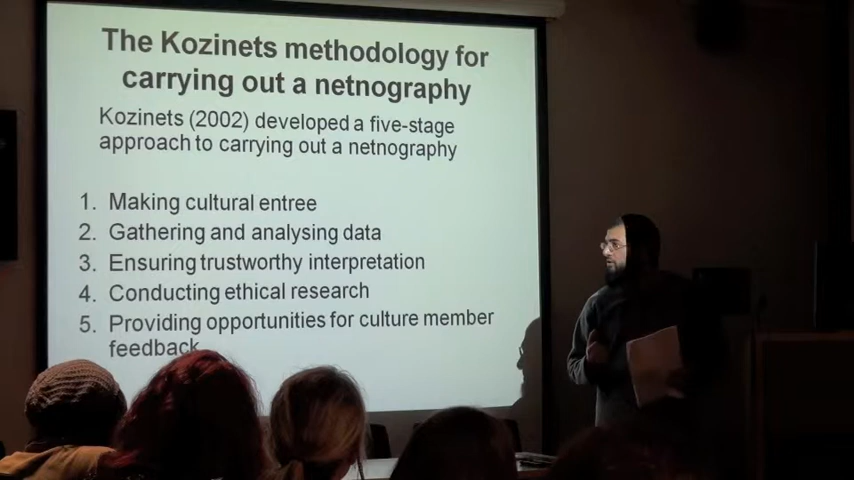 The Kozinets methodology for
carrying out a netnography
Kozinets (2002) developed a five-stage
approach to carrying out a netnography
1. Making cultural entree
2. Gathering and analysing data
3. Ensuring trustworthy interpretation
4. Conducting ethical research
5. Providing opportunities for culture member
feedback